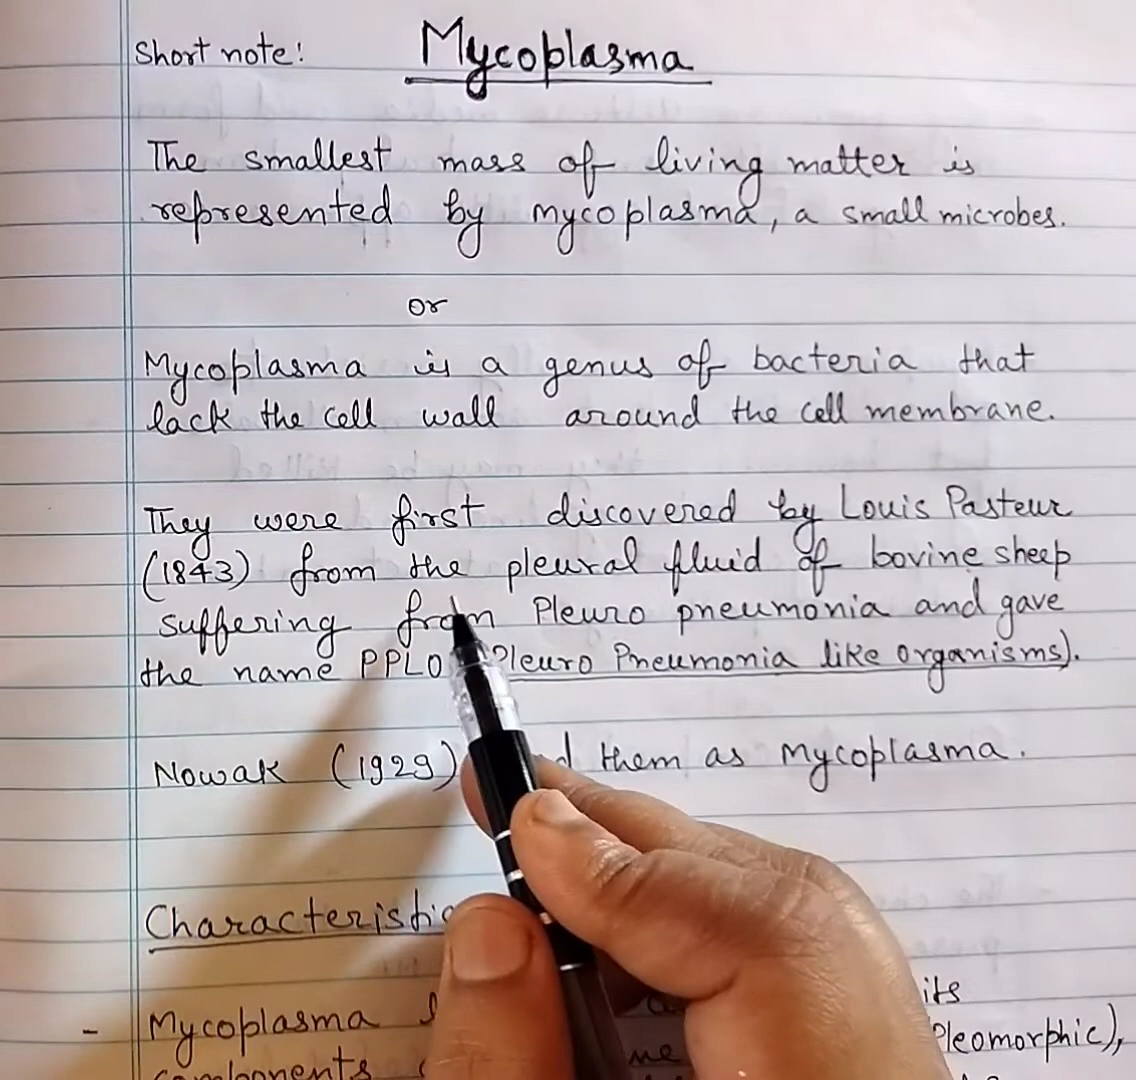 Short note: Mycoplasma
The smallest mass of living matter is
represented by mycoplasma, a small microbes.
or
Mycoplasma is a genus of bacteria that
lack the cell wall around the cell membrane.
They were first discovered by Louis Pasteur
(1843) from the pleural fluid of bovine sheep
suffering from Pleuro pneumonia and gave
the name PPLO Pleuro Pneumonia like organisms).
Nowak (1929) them as mycoplasma.
Characteristic
- Mycoplasma its
components Pleomorphic),